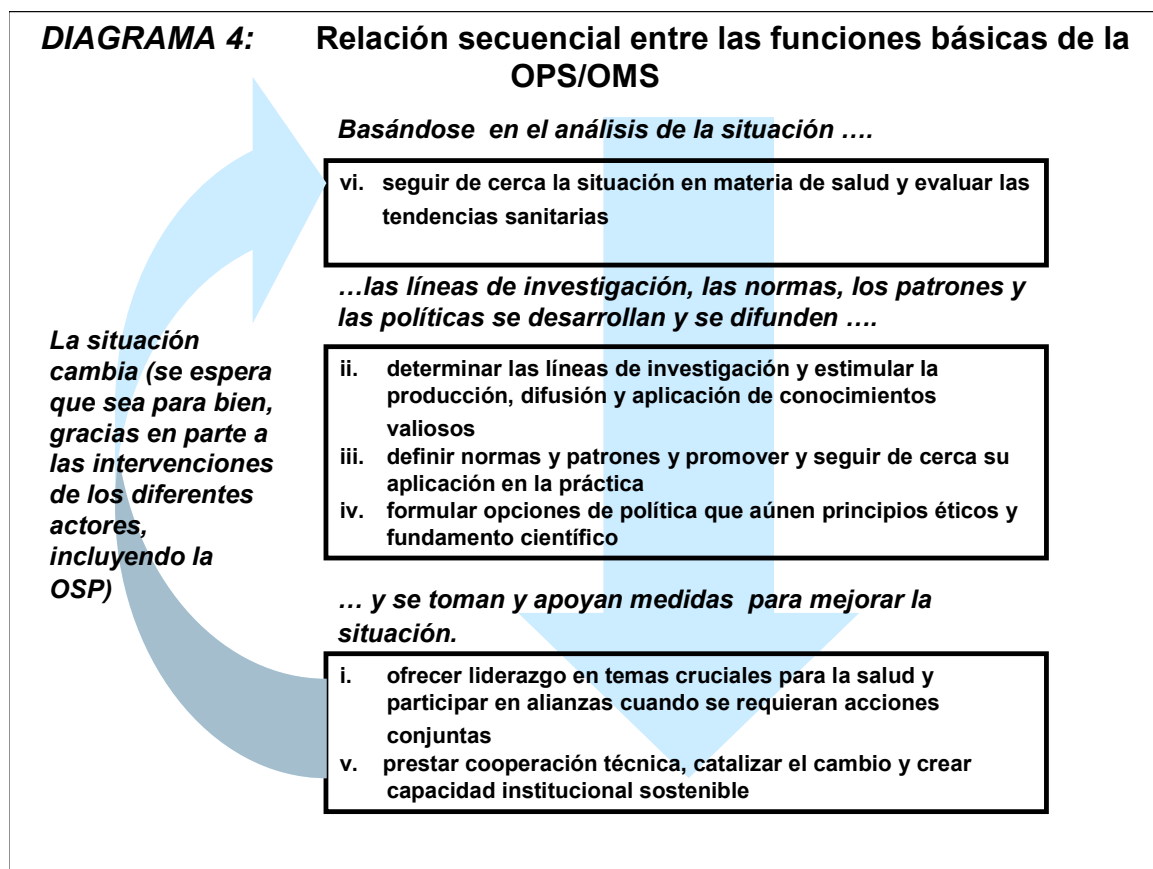 DIAGRAMA 4: Relación secuencial entre las funciones básicas de la
OPS/OMS
Basándose en el análisis de la situación ....
vi. seguir de cerca la situación en materia de salud y evaluar las
tendencias sanitarias
...las líneas de investigación, las normas, los patrones y
las políticas se desarrollan y se difunden ....
La situación
cambia (se espera
que sea para bien,
gracias en parte a
las intervenciones
de los diferentes
actores,
incluyendo la
OSP)
ii. determinar las líneas de investigación y estimular la
producción, difusión y aplicación de conocimientos
valiosos
iii. definir normas y patrones y promover y seguir de cerca su
aplicación en la práctica
iv. formular opciones de política que aúnen principios éticos y
fundamento científico
... y se toman y apoyan medidas para mejorar la
situación.
i. ofrecer liderazgo en temas cruciales para la salud y
participar en alianzas cuando se requieran acciones
conjuntas
v. prestar cooperación técnica, catalizar el cambio y crear
capacidad institucional sostenible